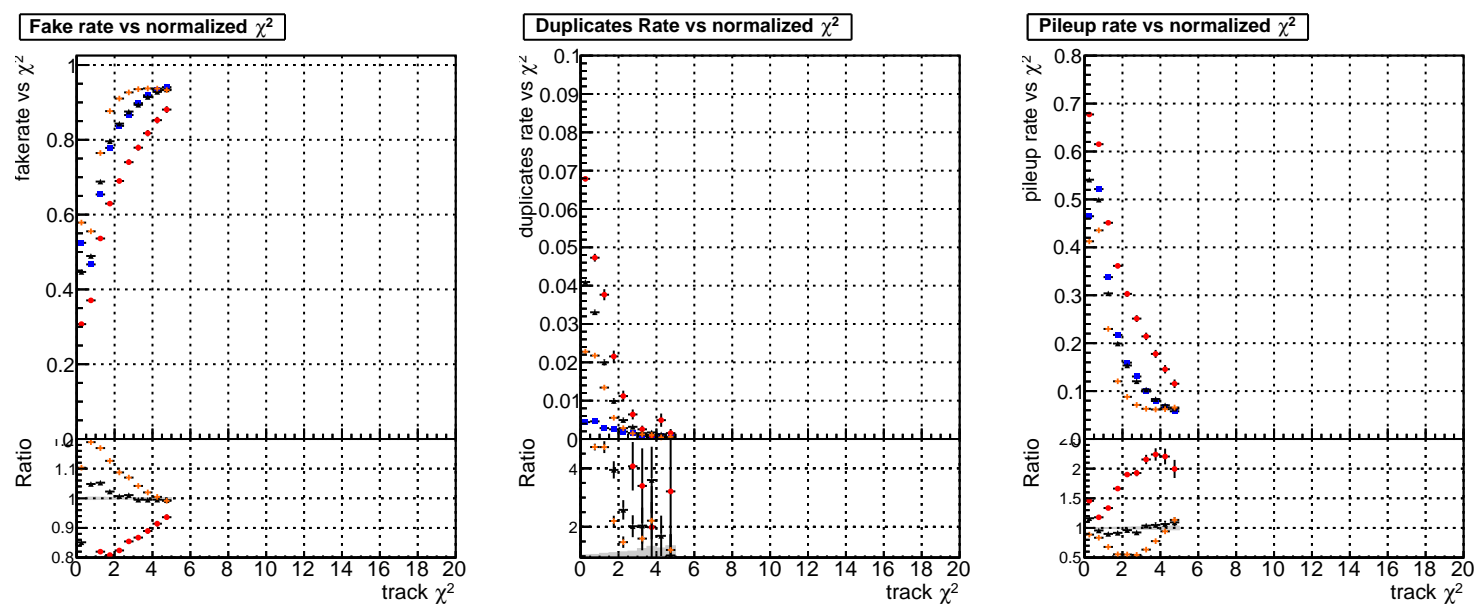 Fake rate vs normalized χ²
fakerate vs χ²
1
0.8
0.6
0.4
0.2
0
Ratio
1.1
1
0.9
0.8
0 2 4 6 8 10 12 14 16 18 20
track χ²
Duplicates Rate vs normalized χ²
duplicates rate vs χ²
0.1
0.09
0.08
0.07
0.06
0.05
0.04
0.03
0.02
0.01
0
Ratio
4
2
0 2 4 6 8 10 12 14 16 18 20
track χ²
Pileup rate vs normalized χ²
pileup rate vs χ²
0.8
0.7
0.6
0.5
0.4
0.3
0.2
0.1
0
Ratio
2
1.5
1
0.5
0 2 4 6 8 10 12 14 16 18 20
track χ²